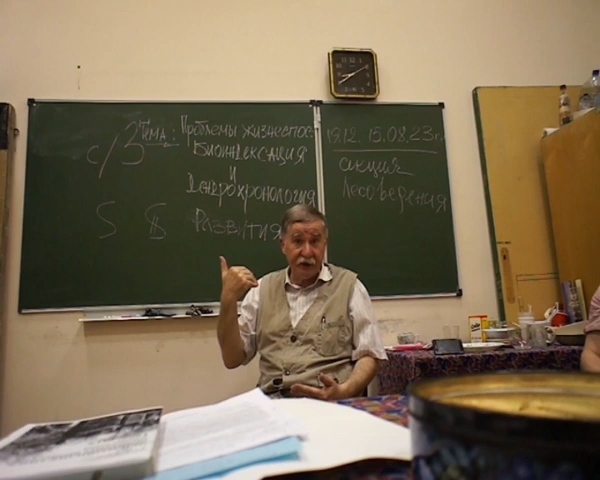 с/з Тема: Проблемы жизнеспос.
Биоиндексация
и
Дендрохронология
S Развития
19.12. 15.08.23г.
секция
Лесоведения